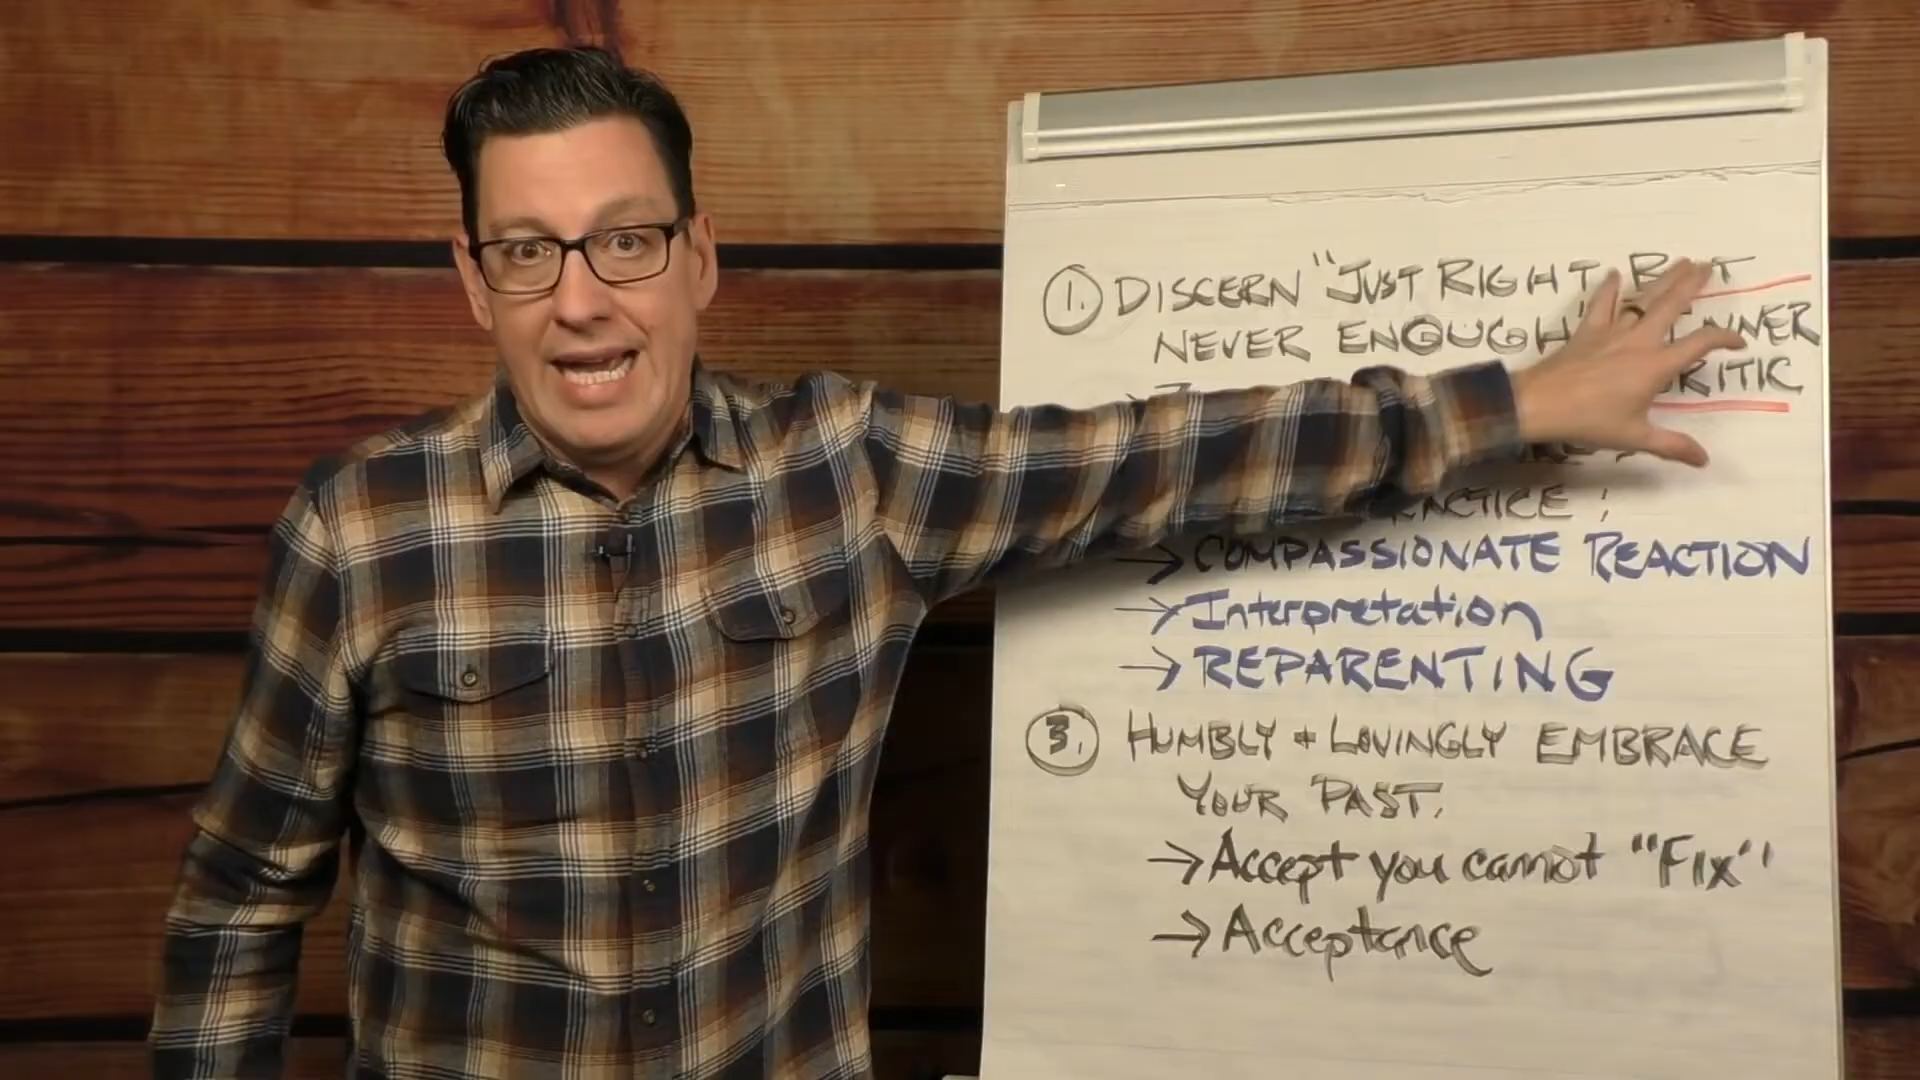 1. DISCERN "JUST RIGHT, BUT
NEVER ENOUGH" INNER
CRITIC
PRACTICE:
→ COMPASSIONATE REACTION
→ Interpretation
→ REPARENTING
3. HUMBLY + LOVINGLY EMBRACE
YOUR PAST.
→ Accept you cannot "Fix"
→ Acceptance